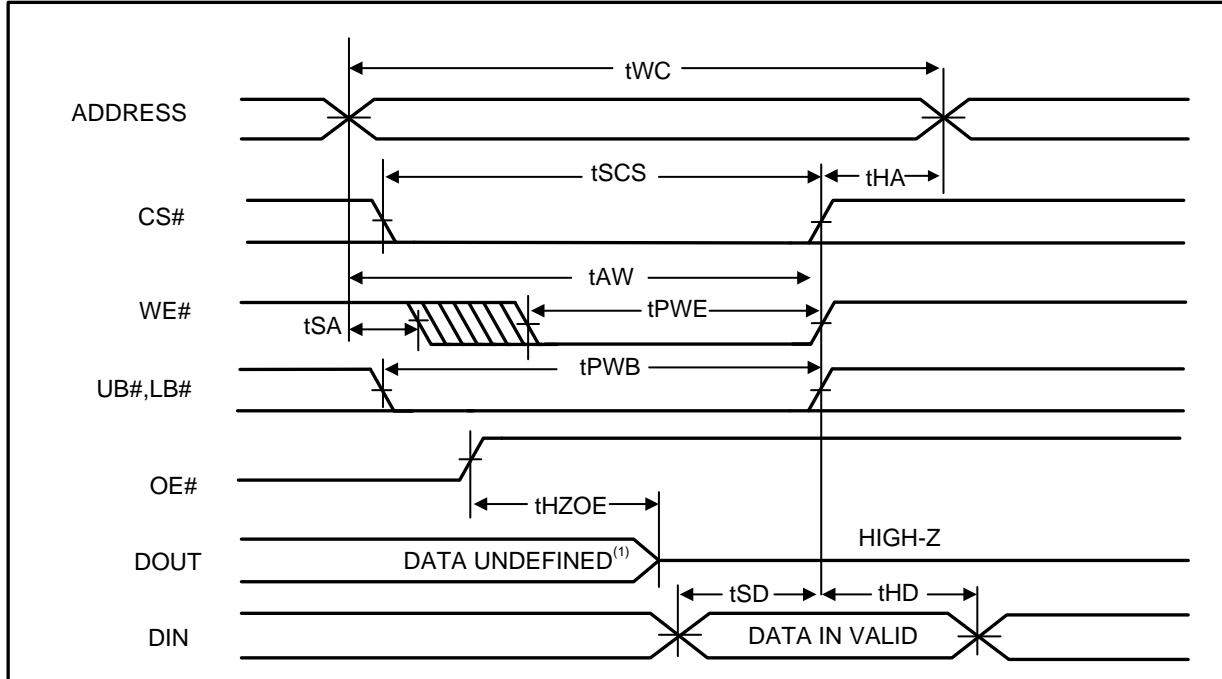 tWC
ADDRESS
tSCS
tHA
CS#
tAW
WE#
tSA
tPWE
tPWB
UB#,LB#
OE#
tHZOE
DOUT
DATA UNDEFINED(1)
HIGH-Z
tSD
tHD
DIN
DATA IN VALID